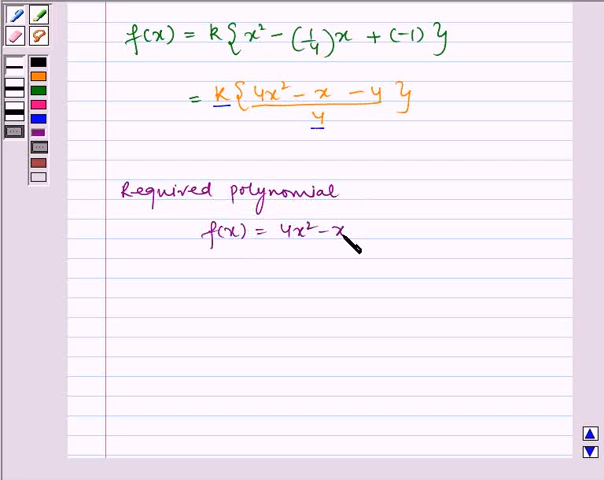 f(x) = k{x² - (1/4)x + (-1)}
= k{(4x² - x - 4)/4}
Required polynomial
f(x) = 4x² - x